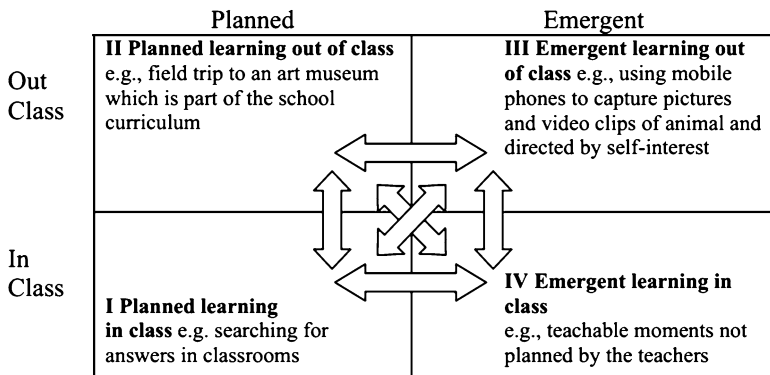 Planned
Emergent
Out
Class
II Planned learning out of class
e.g., field trip to an art museum
which is part of the school
curriculum
III Emergent learning out
of class e.g., using mobile
phones to capture pictures
and video clips of animal and
directed by self-interest
In
Class
I Planned learning
in class e.g. searching for
answers in classrooms
IV Emergent learning in
class
e.g., teachable moments not
planned by the teachers